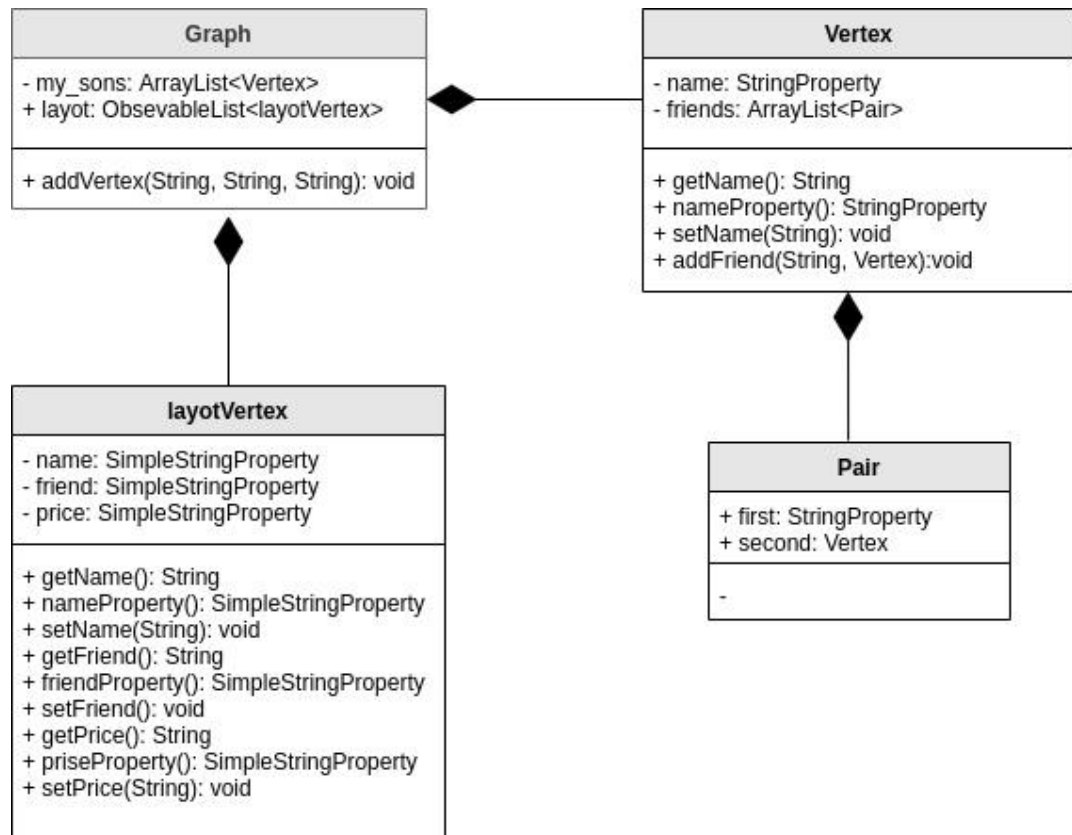 Graph
- my_sons: ArrayList<Vertex>
+ layot: ObsevableList<layotVertex>
+ addVertex(String, String, String): void
Vertex
- name: StringProperty
- friends: ArrayList<Pair>
+ getName(): String
+ nameProperty(): StringProperty
+ setName(String): void
+ addFriend(String, Vertex):void
layotVertex
- name: SimpleStringProperty
- friend: SimpleStringProperty
- price: SimpleStringProperty
+ getName(): String
+ nameProperty(): SimpleStringProperty
+ setName(String): void
+ getFriend(): String
+ friendProperty(): SimpleStringProperty
+ setFriend(): void
+ getPrice(): String
+ priseProperty(): SimpleStringProperty
+ setPrice(String): void
Pair
+ first: StringProperty
+ second: Vertex
-